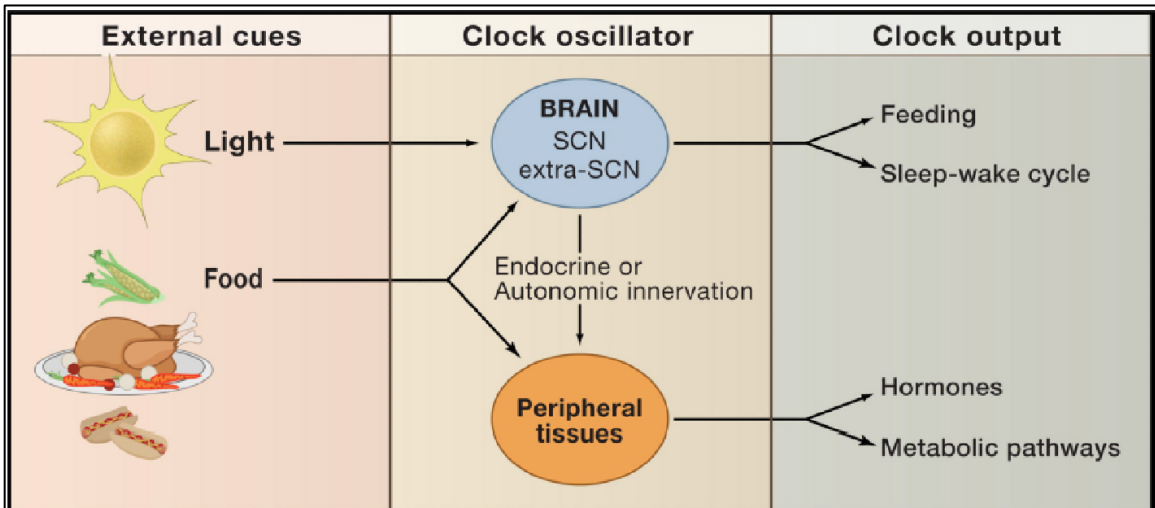 External cues
Clock oscillator
Clock output
Light
BRAIN
SCN
extra-SCN
Feeding
Sleep-wake cycle
Food
Endocrine or
Autonomic innervation
Peripheral
tissues
Hormones
Metabolic pathways